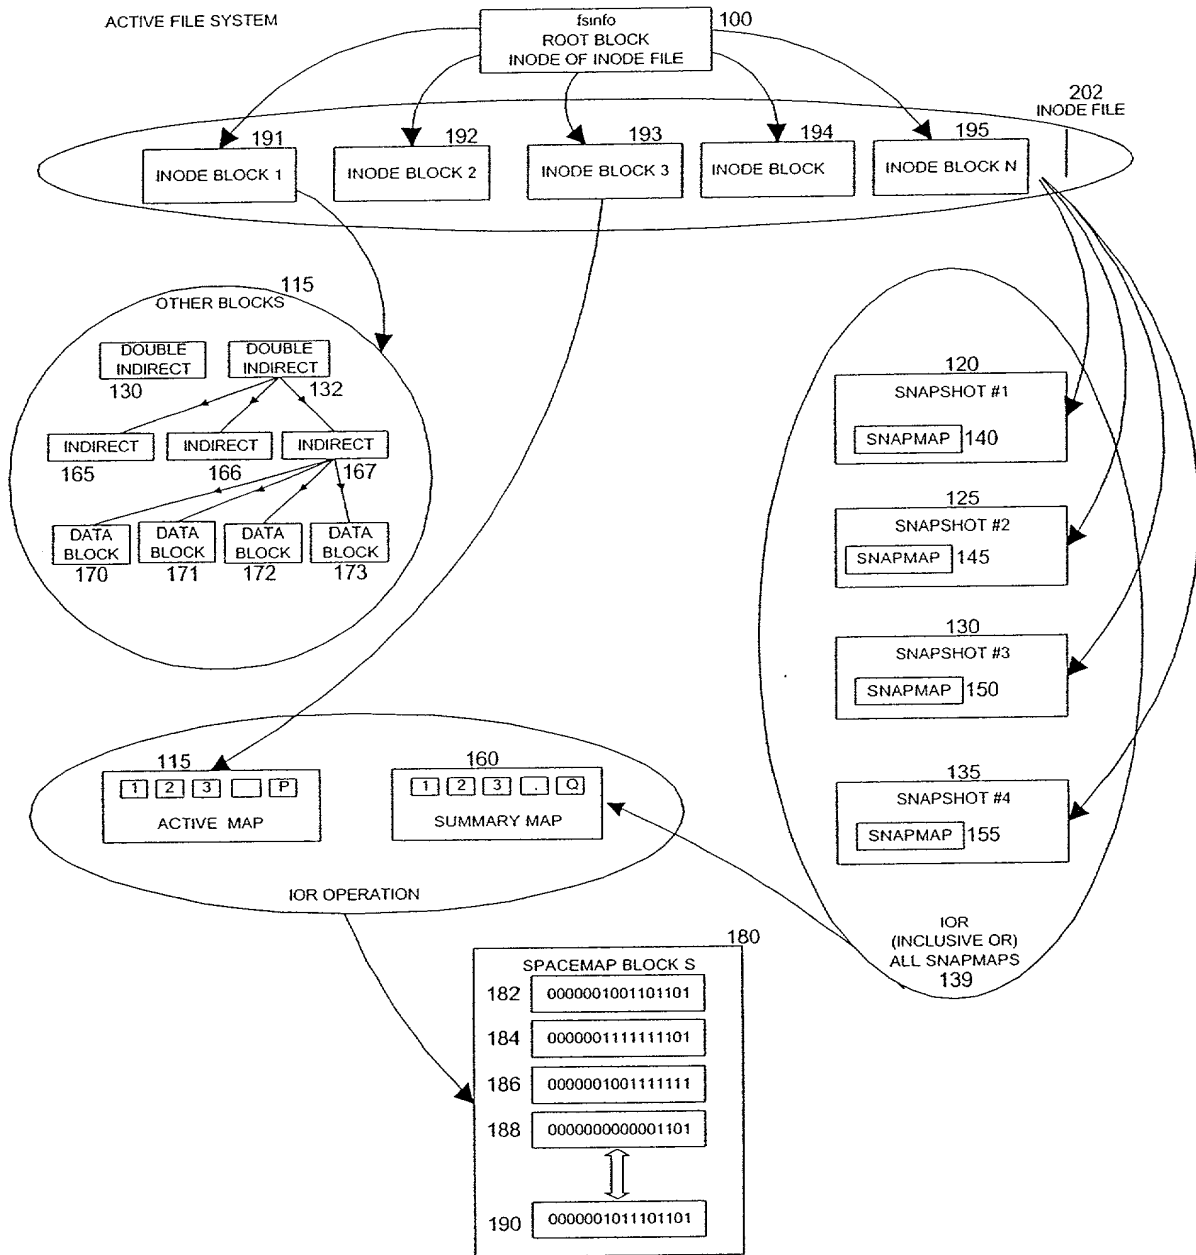 ACTIVE FILE SYSTEM
fsinfo
ROOT BLOCK
INODE OF INODE FILE
100
202
INODE FILE
191
192
193
194
195
INODE BLOCK 1
INODE BLOCK 2
INODE BLOCK 3
INODE BLOCK
INODE BLOCK N
115
OTHER BLOCKS
DOUBLE
INDIRECT
130
DOUBLE
INDIRECT
132
INDIRECT
165
INDIRECT
166
INDIRECT
167
DATA
BLOCK
170
DATA
BLOCK
171
DATA
BLOCK
172
DATA
BLOCK
173
120
SNAPSHOT #1
SNAPMAP
140
125
SNAPSHOT #2
SNAPMAP
145
130
SNAPSHOT #3
SNAPMAP
150
135
SNAPSHOT #4
SNAPMAP
155
IOR
(INCLUSIVE OR)
ALL SNAPMAPS
139
115
1 2 3 P
ACTIVE MAP
160
1 2 3 . Q
SUMMARY MAP
IOR OPERATION
180
SPACEMAP BLOCK S
182 0000001001101101
184 0000001111111101
186 0000001001111111
188 0000000000001101
190 0000001011101101